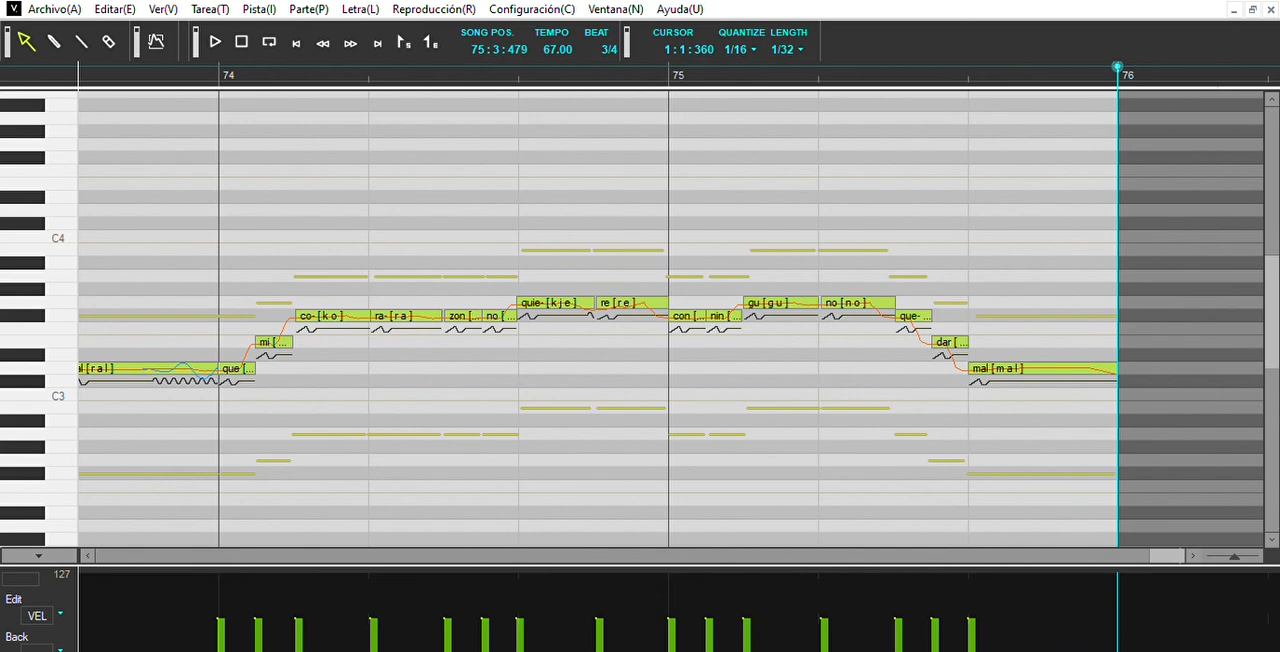 V Archivo(A) Editar(E) Ver(V) Tarea(T) Pista(I) Parte(P) Letra(L) Reproducción(R) Configuración(C) Ventana(N) Ayuda(U)
SONG POS. TEMPO BEAT CURSOR QUANTIZE LENGTH
75 : 3 : 479 67.00 3/4 1 : 1 : 360 1/16 1/32
74 75 76
C4
quie- [ k j e ] re [ r e ] gu [ g u ] no [ n o ]
co- [ k o ] ra- [ r a ] zon [... no [... con [... nin [... que- ...
mi [ ... dar [ ...
al [ r a l ] que [... mal [ m a l ]
C3
127
Edit
VEL
Back